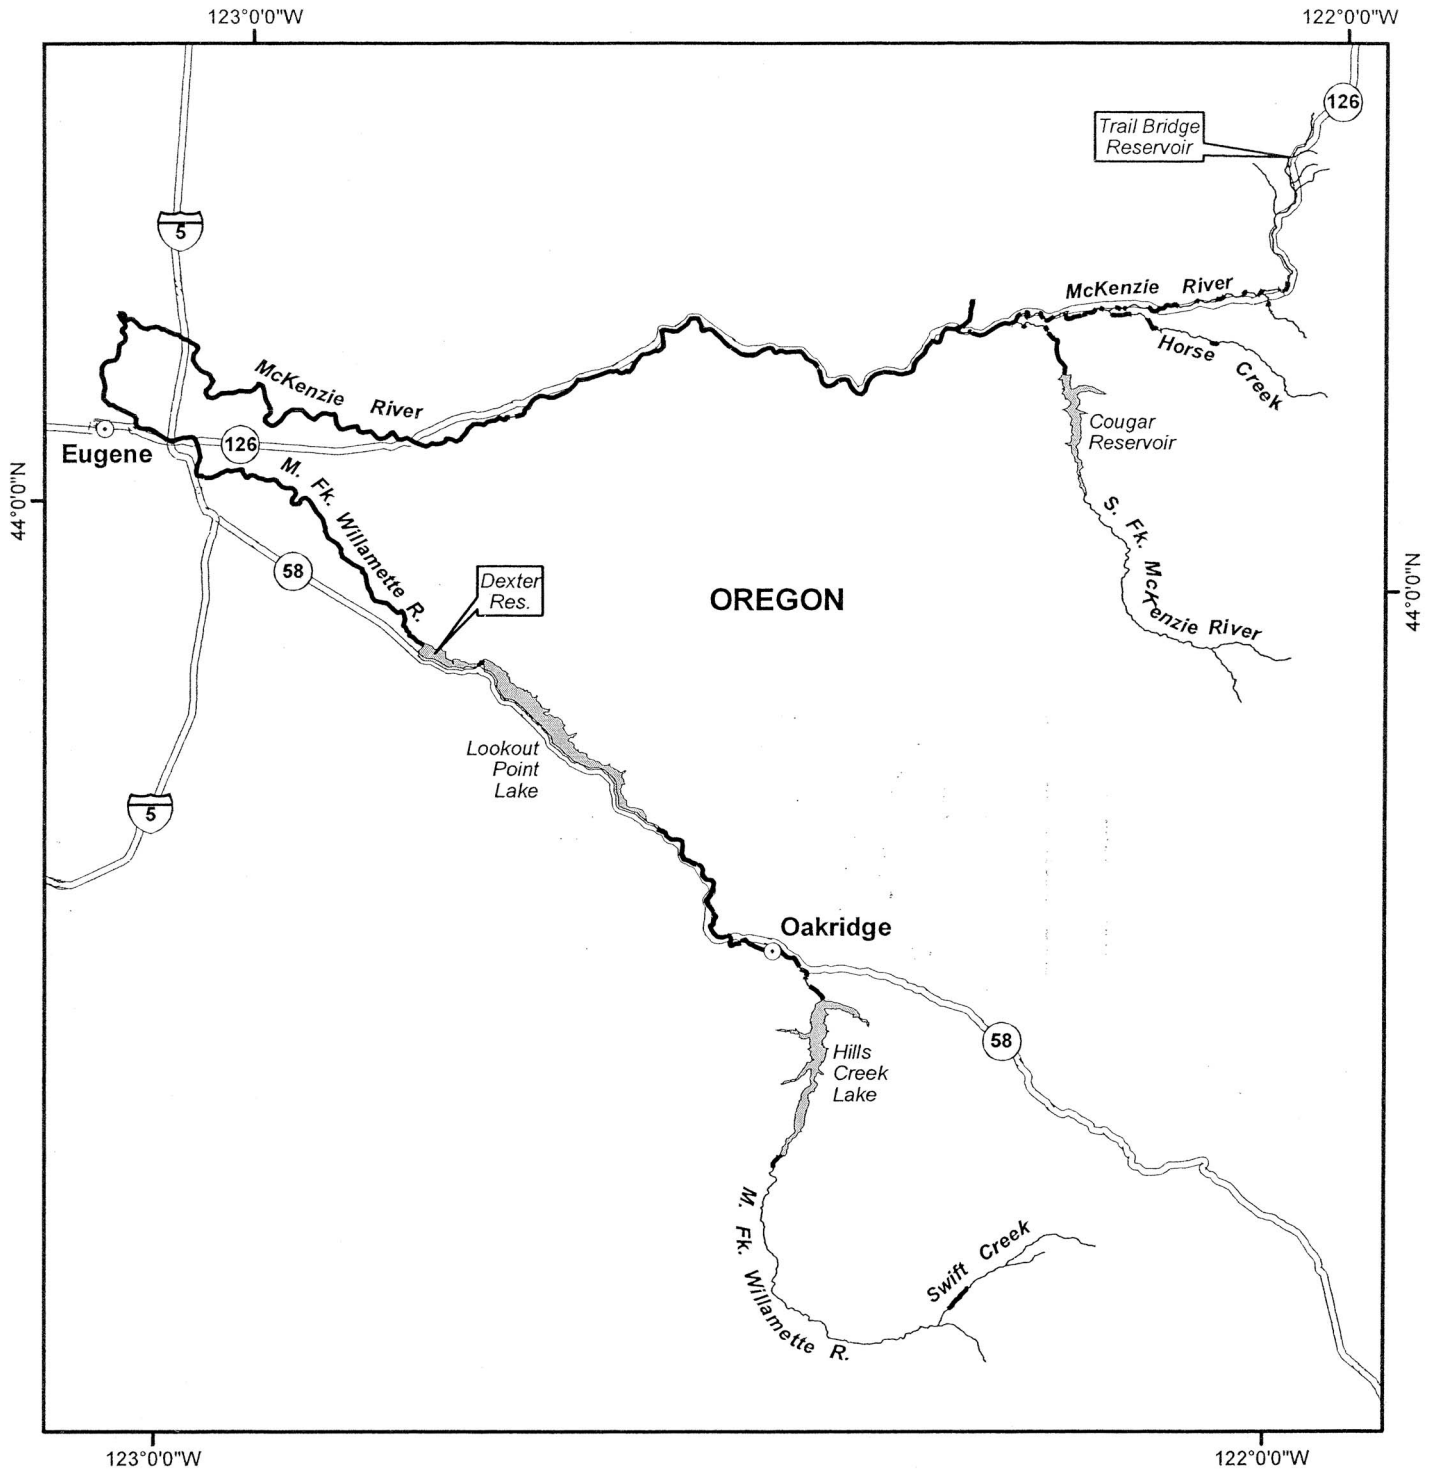 123°0'0"W
122°0'0"W
126
Trail Bridge
Reservoir
5
McKenzie River
Horse Creek
McKenzie River
Cougar
Reservoir
126
Eugene
M. Fk. Willamette R.
44°0'0"N
S. Fk. McKenzie River
44°0'0"N
58
Dexter
Res.
OREGON
Lookout
Point
Lake
5
Oakridge
58
Hills
Creek
Lake
M. Fk. Willamette R.
Swift Creek
123°0'0"W
122°0'0"W